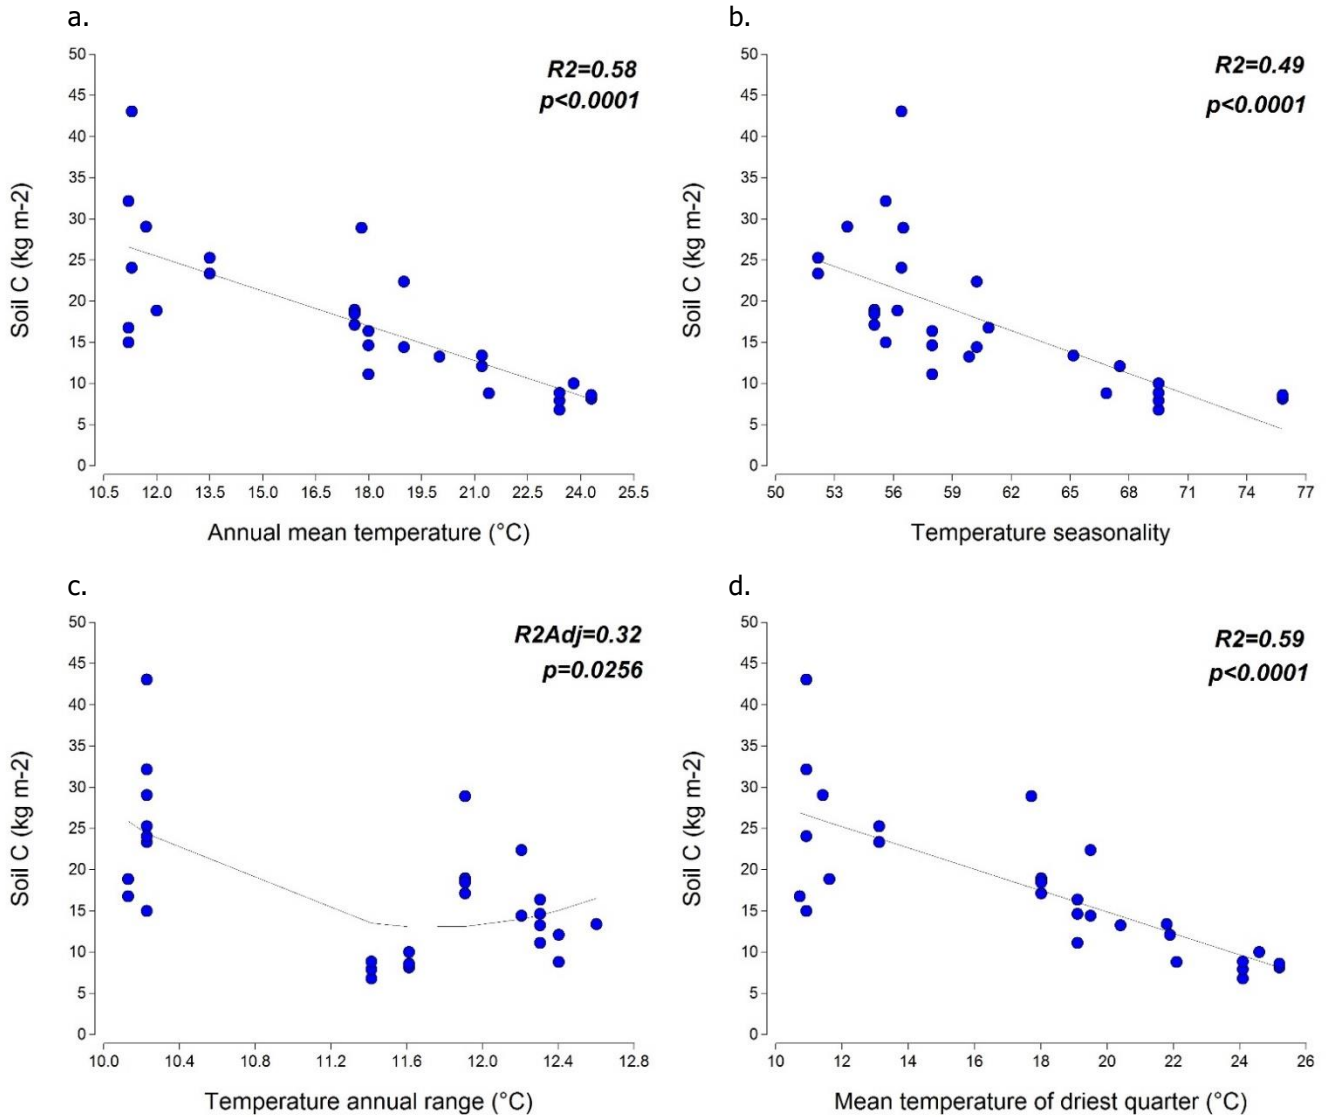 a.
R2=0.58
p<0.0001
50
45
40
35
30
25
20
15
10
5
0
Soil C (kg m-2)
10.5 12.0 13.5 15.0 16.5 18.0 19.5 21.0 22.5 24.0 25.5
Annual mean temperature (°C)
b.
R2=0.49
p<0.0001
50
45
40
35
30
25
20
15
10
5
0
Soil C (kg m-2)
50 53 56 59 62 65 68 71 74 77
Temperature seasonality
c.
R2Adj=0.32
p=0.0256
50
45
40
35
30
25
20
15
10
5
0
Soil C (kg m-2)
10.0 10.4 10.8 11.2 11.6 12.0 12.4 12.8
Temperature annual range (°C)
d.
R2=0.59
p<0.0001
50
45
40
35
30
25
20
15
10
5
0
Soil C (kg m-2)
10 12 14 16 18 20 22 24 26
Mean temperature of driest quarter (°C)